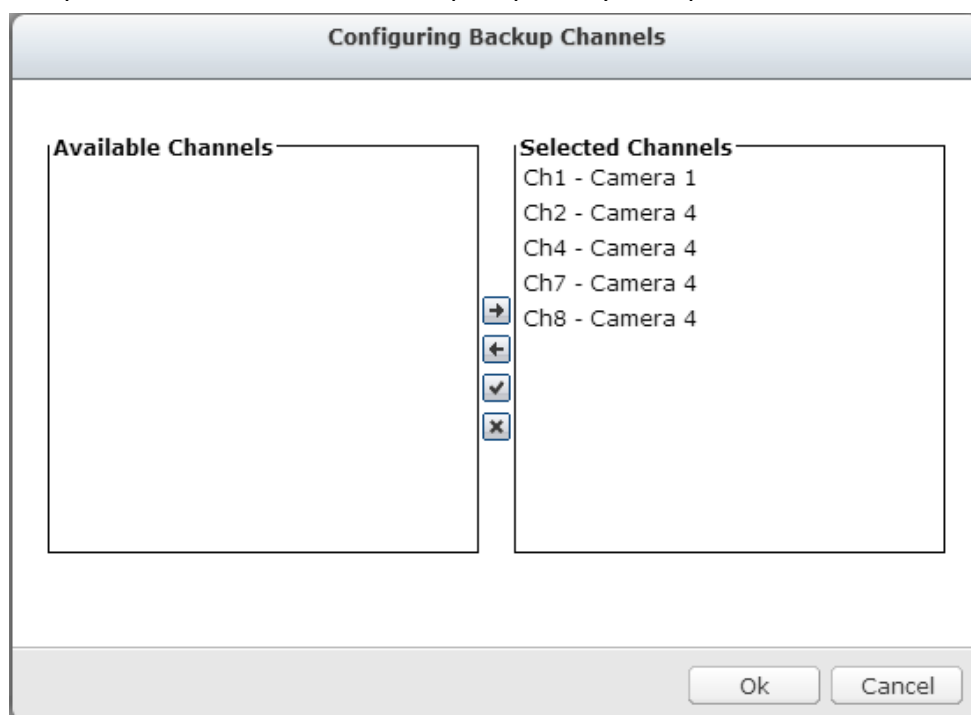 Configuring Backup Channels
Available Channels
Selected Channels
Ch1 - Camera 1
Ch2 - Camera 4
Ch4 - Camera 4
Ch7 - Camera 4
Ch8 - Camera 4
Ok
Cancel